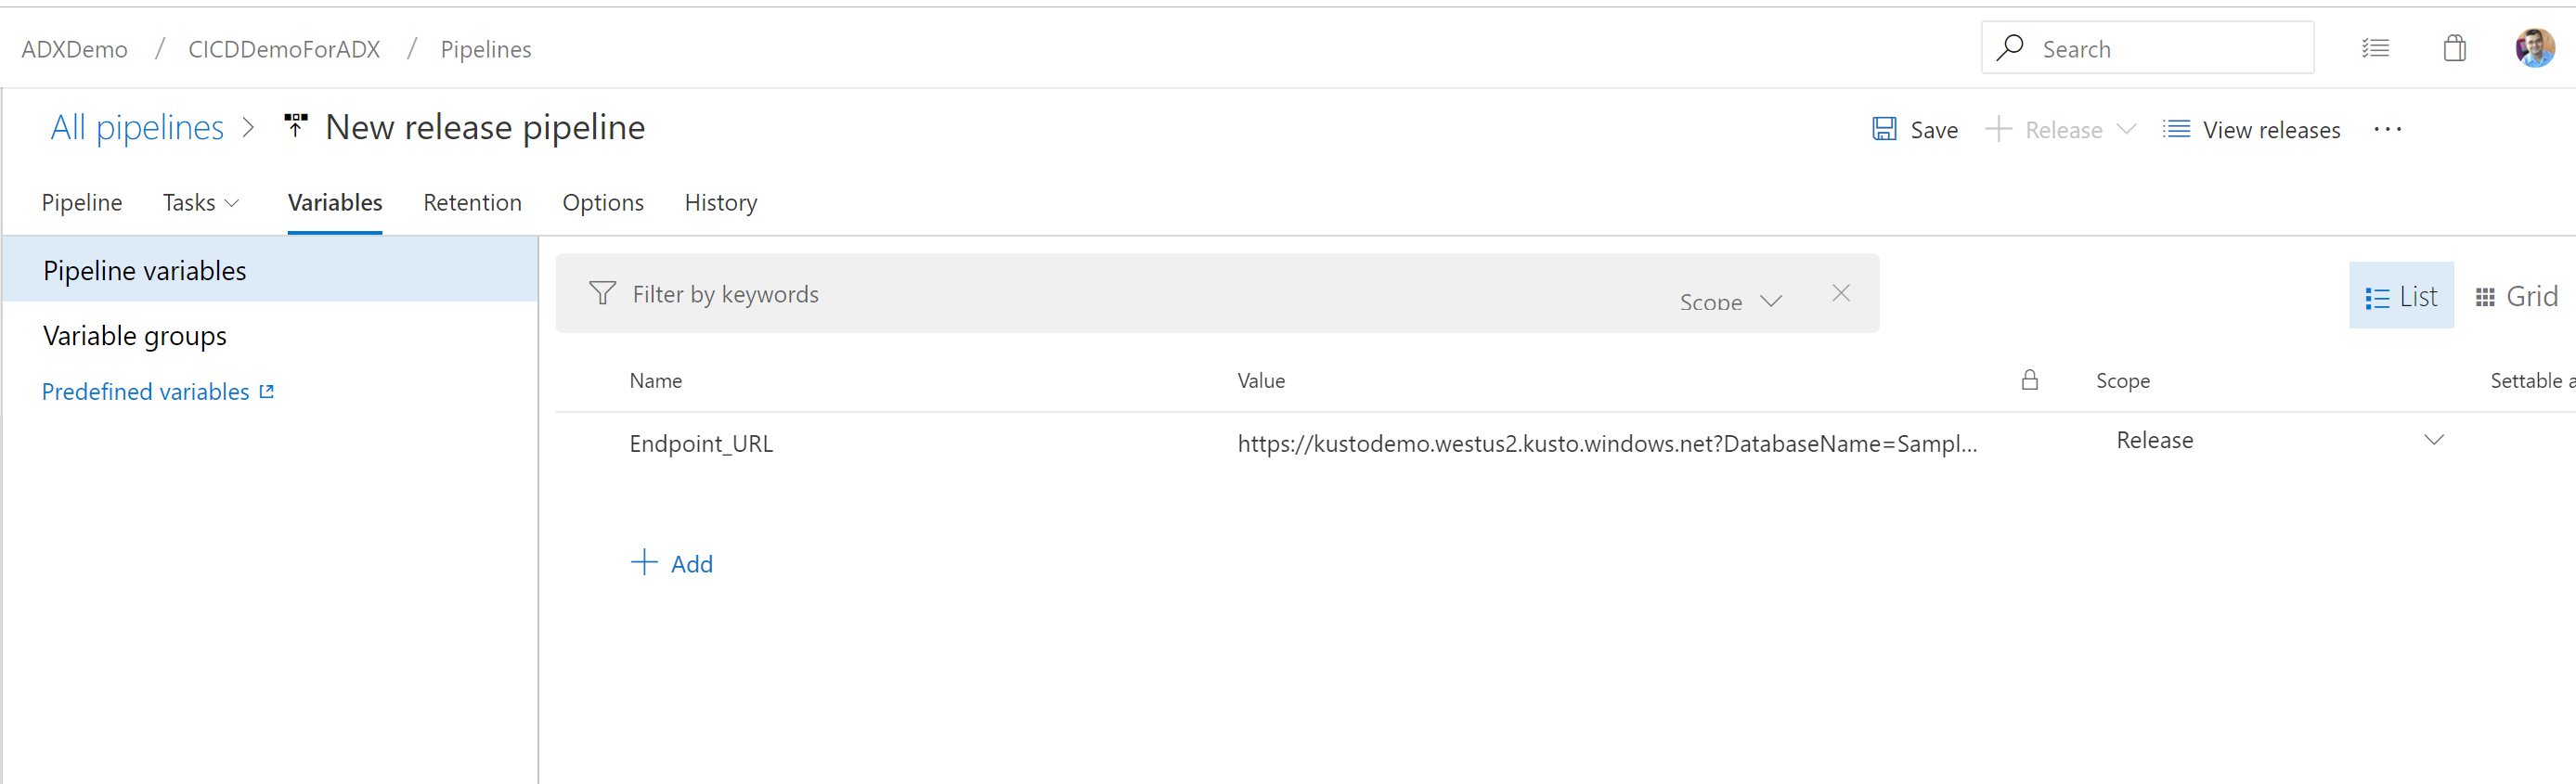 ADXDemo / CICDDemoForADX / Pipelines
Search
All pipelines > New release pipeline
Save
Release
View releases
...
Pipeline
Tasks
Variables
Retention
Options
History
Pipeline variables
Variable groups
Predefined variables
Filter by keywords
Scope
List
Grid
Name
Value
Scope
Settable a
Endpoint_URL
https://kustodemo.westus2.kusto.windows.net?DatabaseName=Sampl...
Release
+ Add